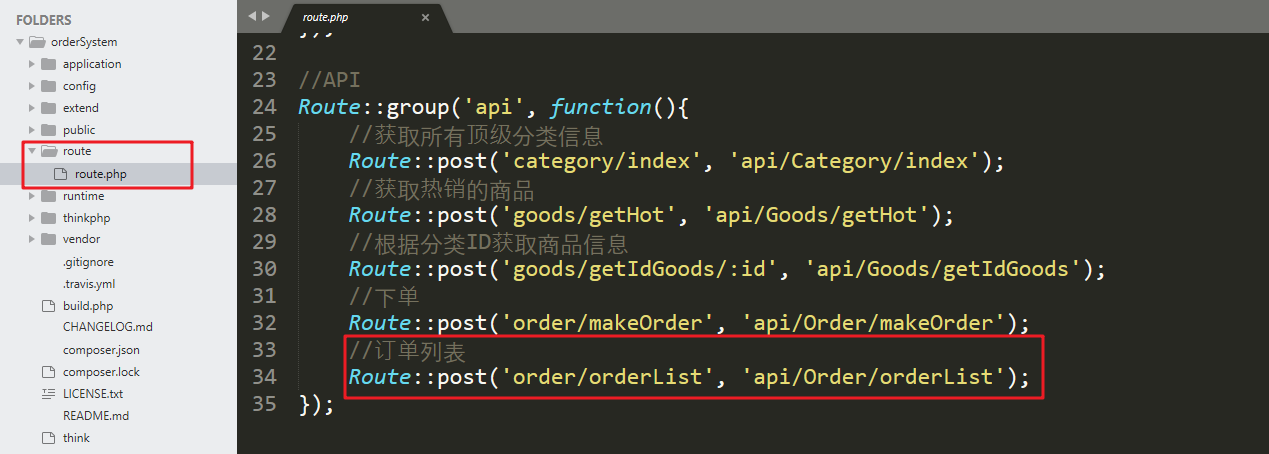 FOLDERS
orderSystem
application
config
extend
public
route
route.php
runtime
thinkphp
vendor
.gitignore
.travis.yml
build.php
CHANGELOG.md
composer.json
composer.lock
LICENSE.txt
README.md
think
route.php ×
22
23 //API
24 Route::group('api', function(){
25 //获取所有顶级分类信息
26 Route::post('category/index', 'api/Category/index');
27 //获取热销的商品
28 Route::post('goods/getHot', 'api/Goods/getHot');
29 //根据分类ID获取商品信息
30 Route::post('goods/getIdGoods/:id', 'api/Goods/getIdGoods');
31 //下单
32 Route::post('order/makeOrder', 'api/Order/makeOrder');
33 //订单列表
34 Route::post('order/orderList', 'api/Order/orderList');
35 });